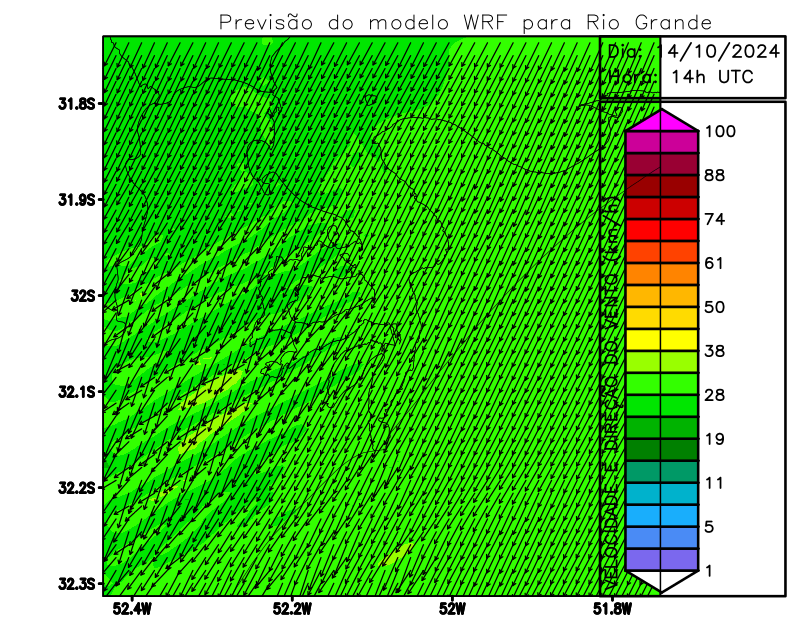 Previsão do modelo WRF para Rio Grande
Dia: 14/10/2024
Hora: 14h UTC
31.8S
31.9S
32S
32.1S
32.2S
32.3S
52.4W
52.2W
52W
51.8W
VELOCIDADE E DIREÇÃO DO VENTO (km/h)
100
88
74
61
50
38
28
19
11
5
1